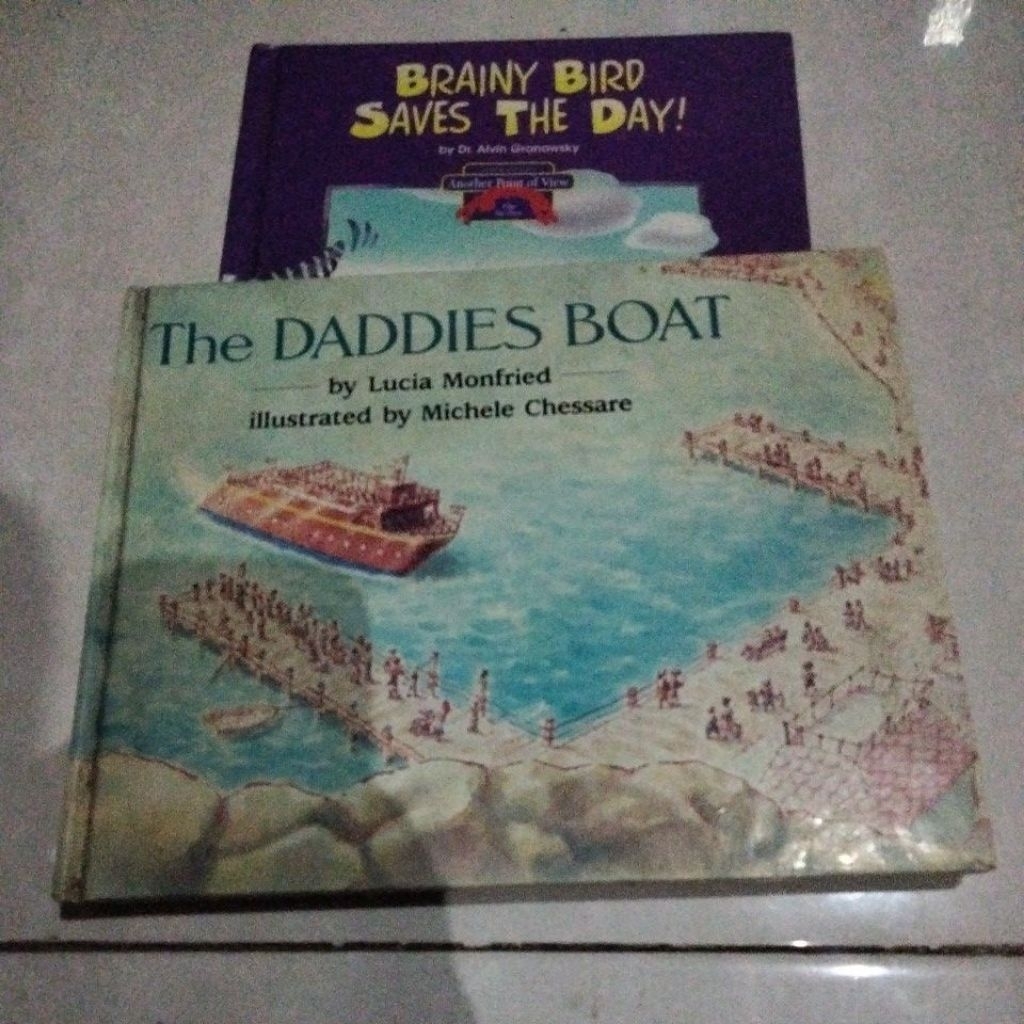 BRAINY BIRD
SAVES THE DAY!
by Dr. Alvin Granowsky
Another Point of View
The DADDIES BOAT
by Lucia Monfried
illustrated by Michele Chessare